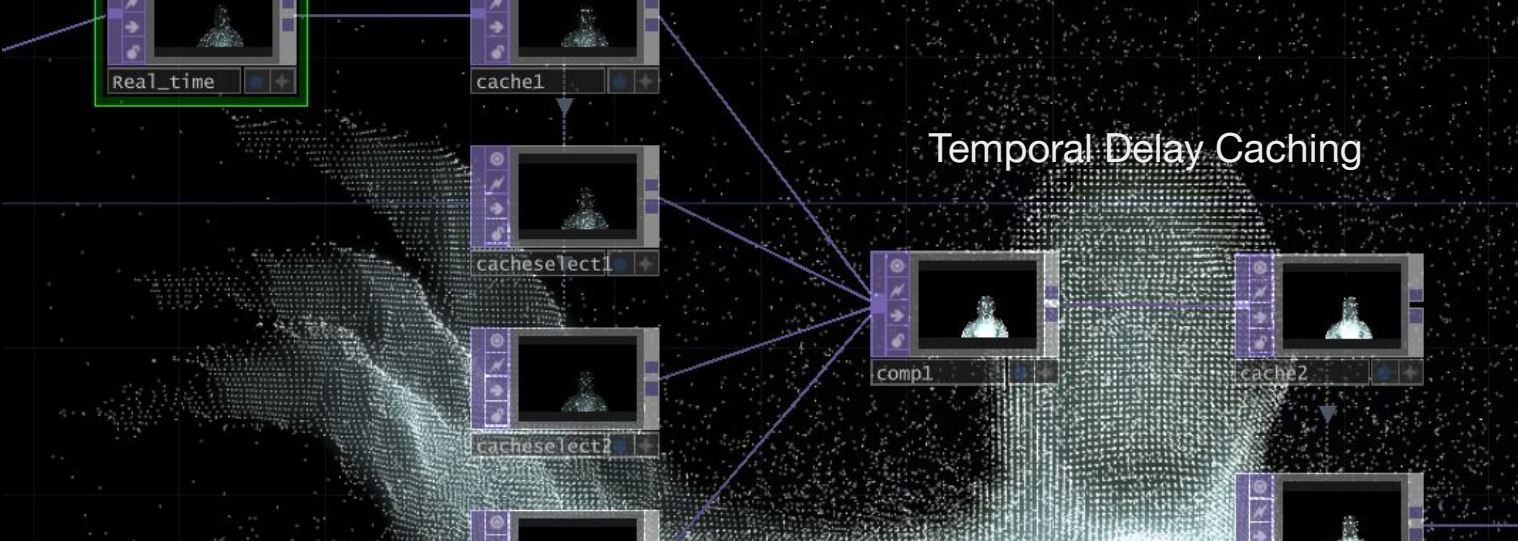 Real_time
cache1
Temporal Delay Caching
cacheselect1
comp1
cache2
cacheselect2